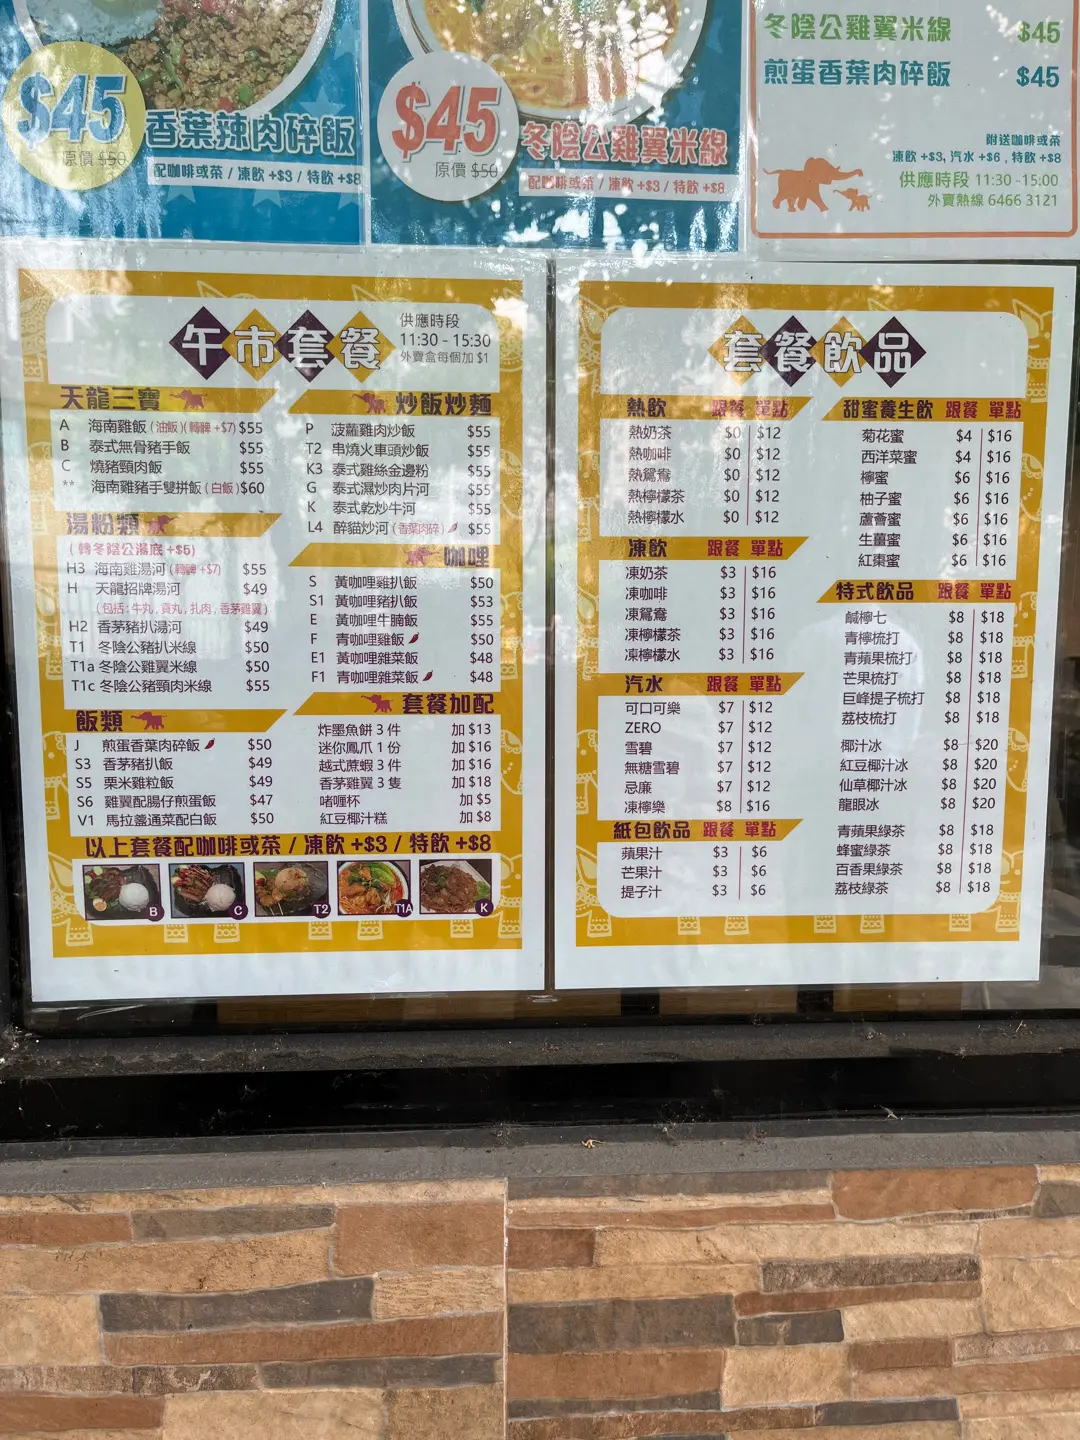 $45
原價 $50
香葉辣肉碎飯
配咖啡或茶 / 凍飲 +$3 / 特飲 +$8
$45
原價 $50
冬陰公雞翼米線
配咖啡或茶 / 凍飲 +$3 / 特飲 +$8
冬陰公雞翼米線 $45
煎蛋香葉肉碎飯 $45
附送咖啡或茶
凍飲 +$3, 汽水 +$6 , 特飲 +$8
供應時段 11:30 -15:00
外賣熱線 6466 3121
午市套餐
供應時段
11:30 - 15:30
外賣盒每個加 $1
天龍三寶
A 海南雞飯 (油飯)(轉髀 +$7) $55
B 泰式無骨豬手飯 $55
C 燒豬頸肉飯 $55
** 海南雞豬手雙拼飯 (白飯) $60
湯粉類
(轉冬陰公湯底 +$5)
H3 海南雞湯河 (轉髀 +$7) $55
H 天龍招牌湯河 $49
(包括: 牛丸, 貢丸, 扎肉, 香茅雞翼)
H2 香茅豬扒湯河 $49
T1 冬陰公豬扒米線 $50
T1a 冬陰公雞翼米線 $50
T1c 冬陰公豬頸肉米線 $55
飯類
J 煎蛋香葉肉碎飯 $50
S3 香茅豬扒飯 $49
S5 粟米雞粒飯 $49
S6 雞翼配腸仔煎蛋飯 $47
V1 馬拉盞通菜配白飯 $50
炒飯炒麵
P 菠蘿雞肉炒飯 $55
T2 串燒火車頭炒飯 $55
K3 泰式雞絲金邊粉 $55
G 泰式濕炒肉片河 $55
K 泰式乾炒牛河 $55
L4 醉貓炒河 (香葉肉碎) $55
咖喱
S 黃咖喱雞扒飯 $50
S1 黃咖喱豬扒飯 $53
E 黃咖喱牛腩飯 $55
F 青咖喱雞飯 $50
E1 黃咖喱雜菜飯 $48
F1 青咖喱雜菜飯 $48
套餐加配
炸墨魚餅 3 件 加 $13
迷你鳳爪 1 份 加 $16
越式蔗蝦 3 件 加 $16
香茅雞翼 3 隻 加 $18
啫喱杯 加 $5
紅豆椰汁糕 加 $8
以上套餐配咖啡或茶 / 凍飲 +$3 / 特飲 +$8
B C T2 T1A K
套餐飲品
熱飲 跟餐 單點
熱奶茶 $0 $12
熱咖啡 $0 $12
熱鴛鴦 $0 $12
熱檸檬茶 $0 $12
熱檸檬水 $0 $12
凍飲 跟餐 單點
凍奶茶 $3 $16
凍咖啡 $3 $16
凍鴛鴦 $3 $16
凍檸檬茶 $3 $16
凍檸檬水 $3 $16
汽水 跟餐 單點
可口可樂 $7 $12
ZERO $7 $12
雪碧 $7 $12
無糖雪碧 $7 $12
忌廉 $7 $12
凍檸樂 $8 $16
紙包飲品 跟餐 單點
蘋果汁 $3 $6
芒果汁 $3 $6
提子汁 $3 $6
甜蜜養生飲 跟餐 單點
菊花蜜 $4 $16
西洋菜蜜 $4 $16
檸蜜 $6 $16
柚子蜜 $6 $16
蘆薈蜜 $6 $16
生薑蜜 $6 $16
紅棗蜜 $6 $16
特式飲品 跟餐 單點
鹹檸七 $8 $18
青檸梳打 $8 $18
青蘋果梳打 $8 $18
芒果梳打 $8 $18
巨峰提子梳打 $8 $18
荔枝梳打 $8 $18
椰汁冰 $8 $20
紅豆椰汁冰 $8 $20
仙草椰汁冰 $8 $20
龍眼冰 $8 $20
青蘋果綠茶 $8 $18
蜂蜜綠茶 $8 $18
百香果綠茶 $8 $18
荔枝綠茶 $8 $18